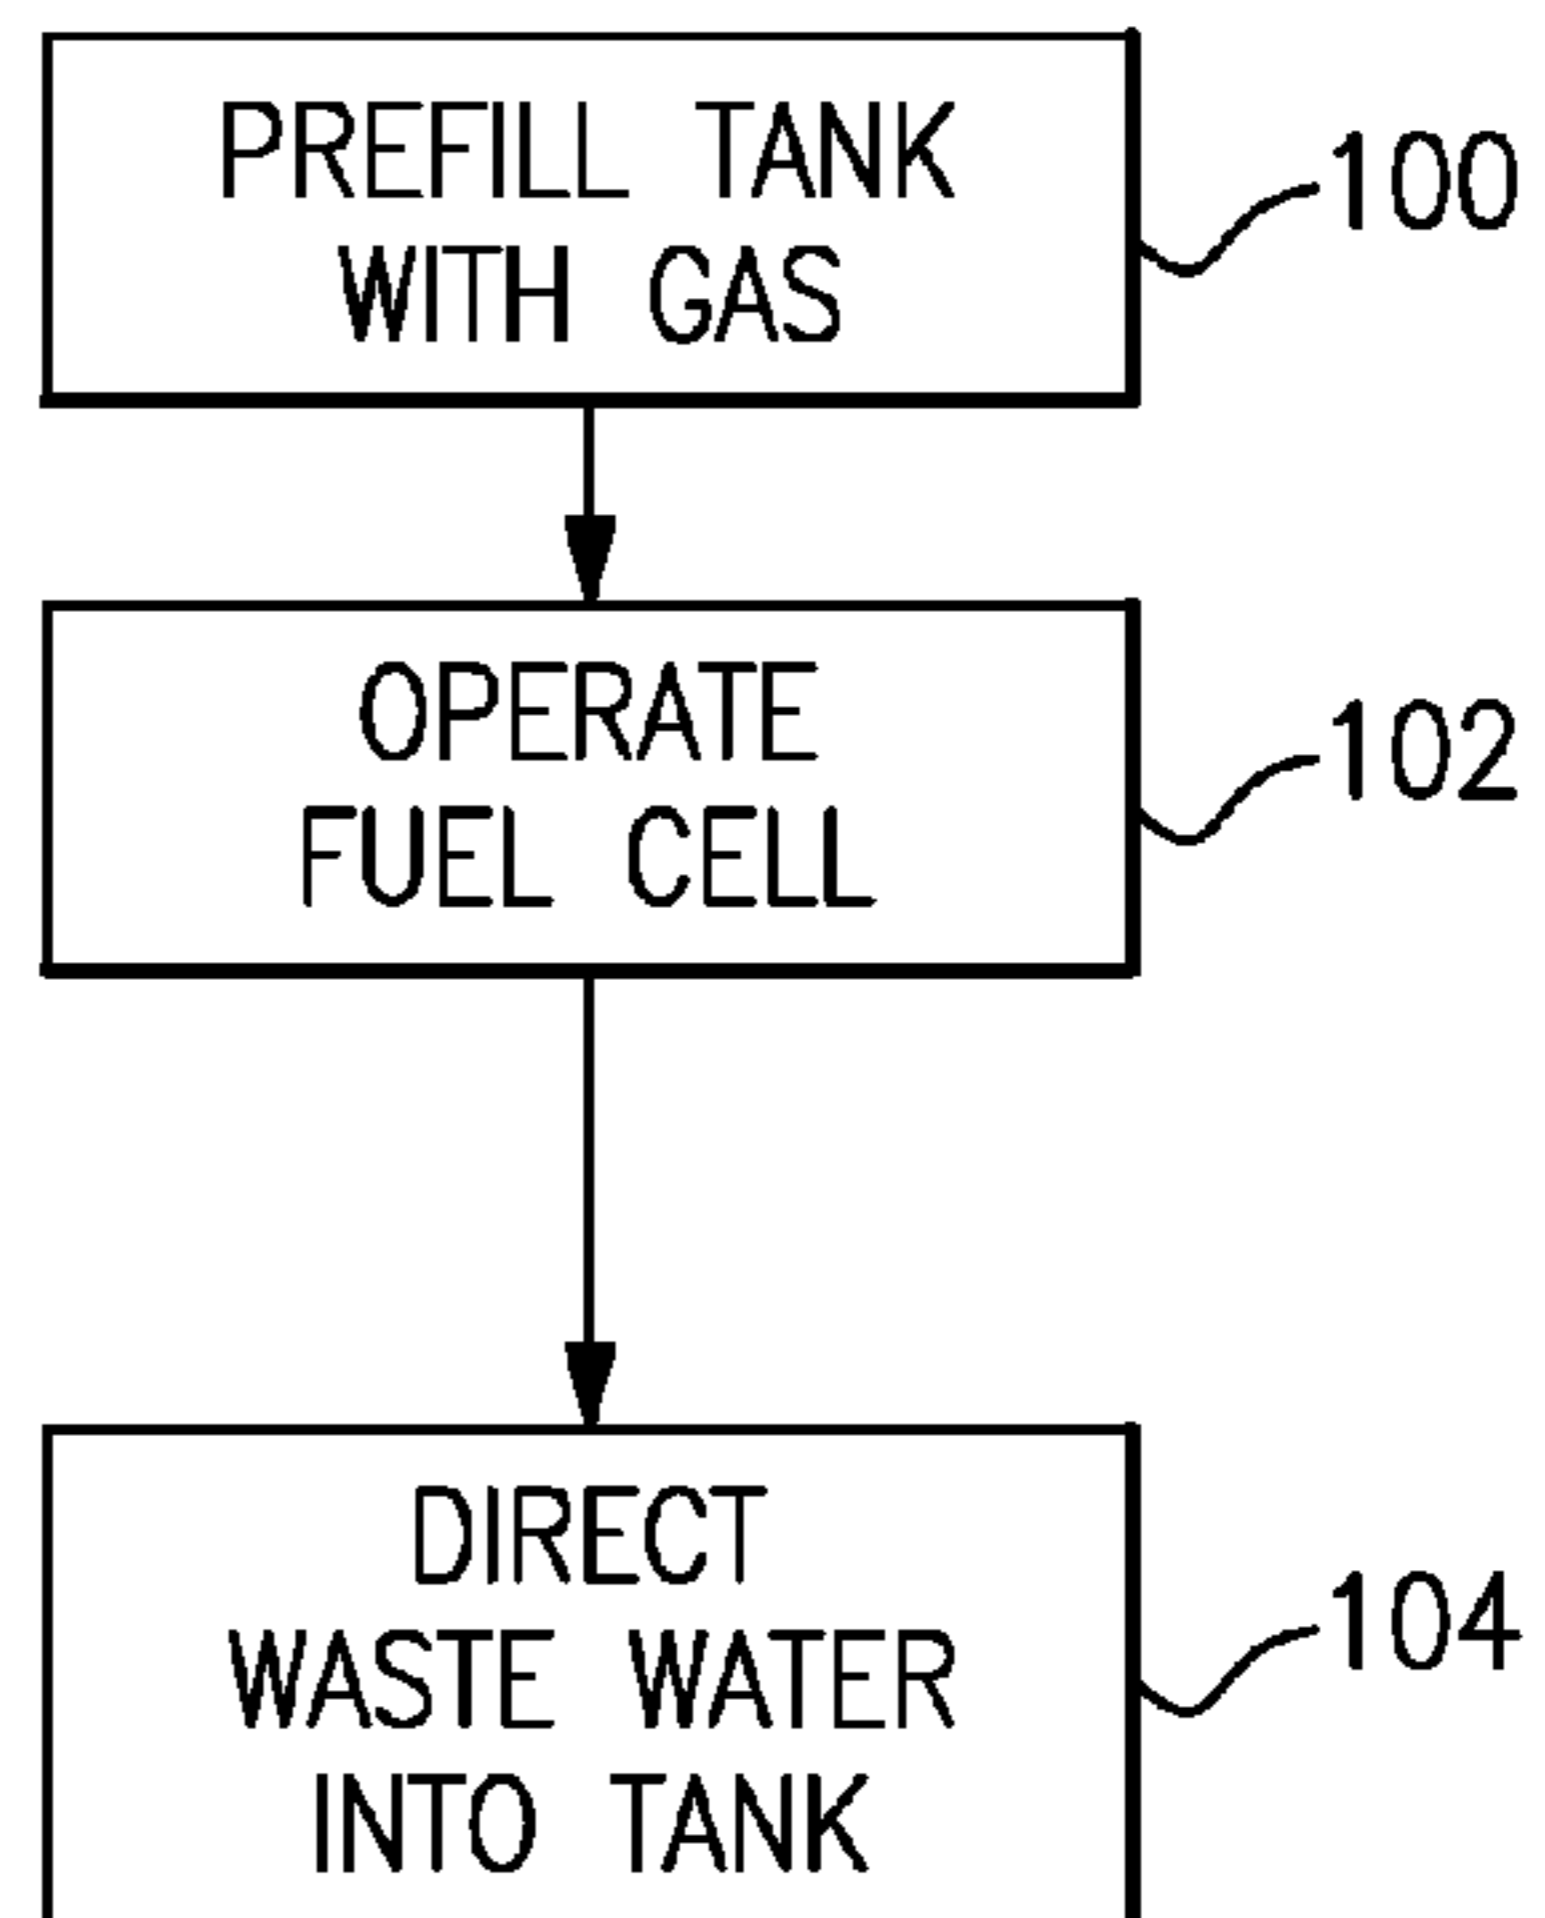 PREFILL TANK
WITH GAS
100
OPERATE
FUEL CELL
102
DIRECT
WASTE WATER
INTO TANK
104